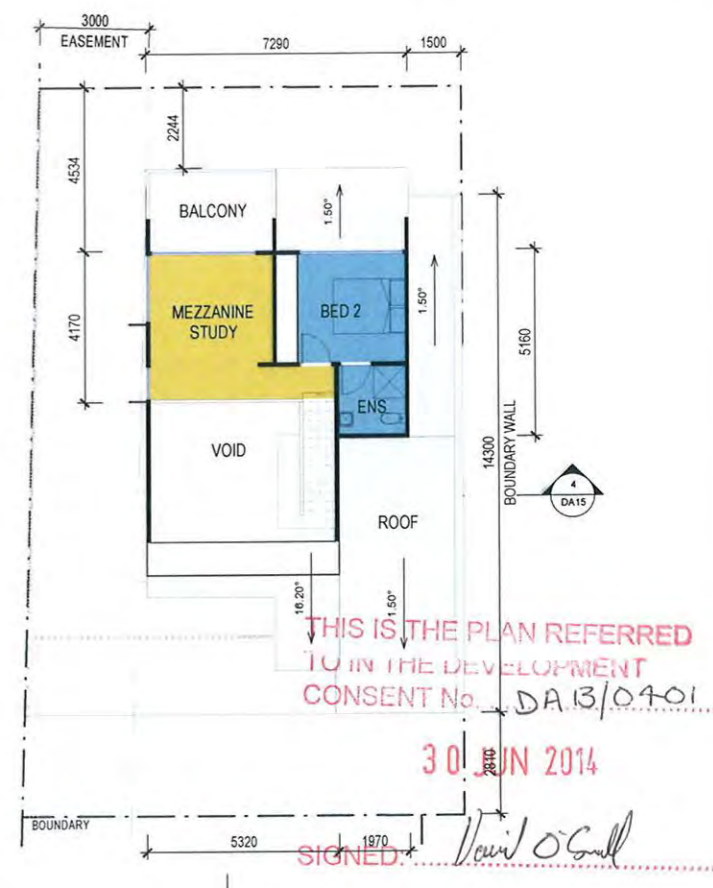 3000
EASEMENT
7290
1500
2244
4534
BALCONY
1.50°
MEZZANINE
STUDY
BED 2
1.50°
4170
5160
ENS
VOID
14300
BOUNDARY WALL
4
DA15
ROOF
16.20°
1.50°
THIS IS THE PLAN REFERRED
TO IN THE DEVELOPMENT
CONSENT No. DA13/0401
30 JUN 2014
2810
BOUNDARY
5320
1970
SIGNED: